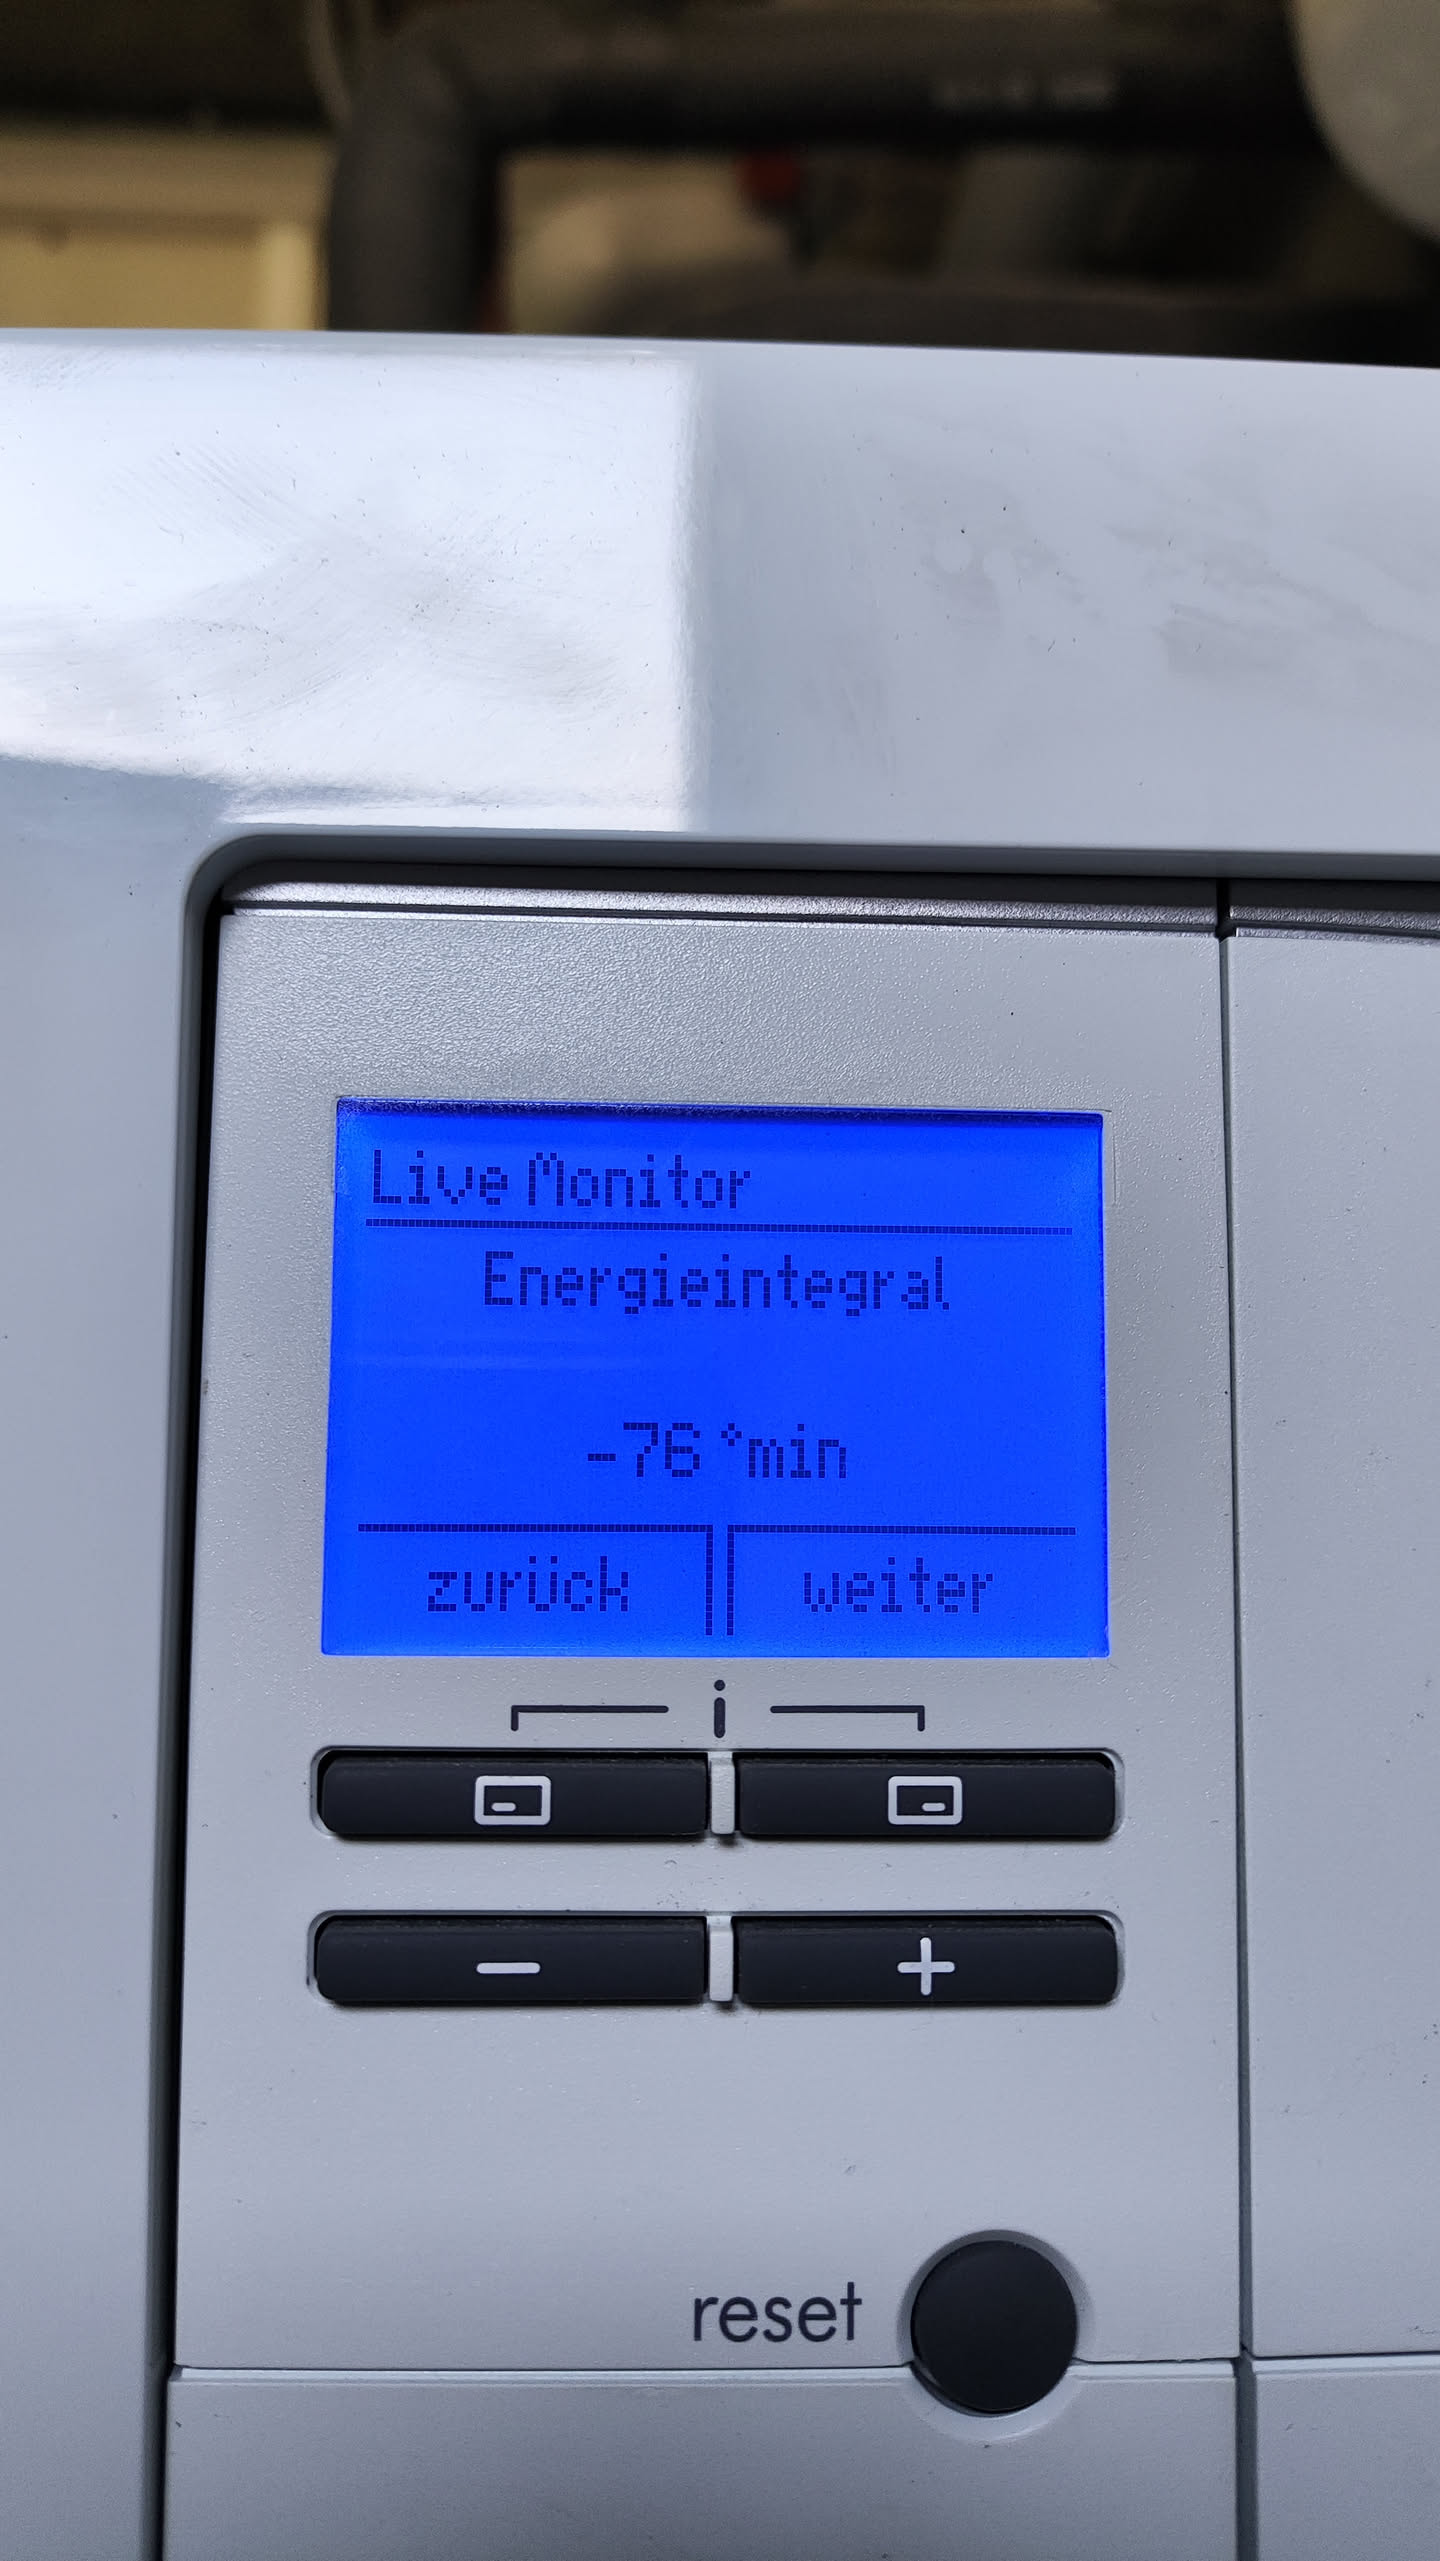 Live Monitor
Energieintegral
-76 °min
zurück weiter
i
- +
reset